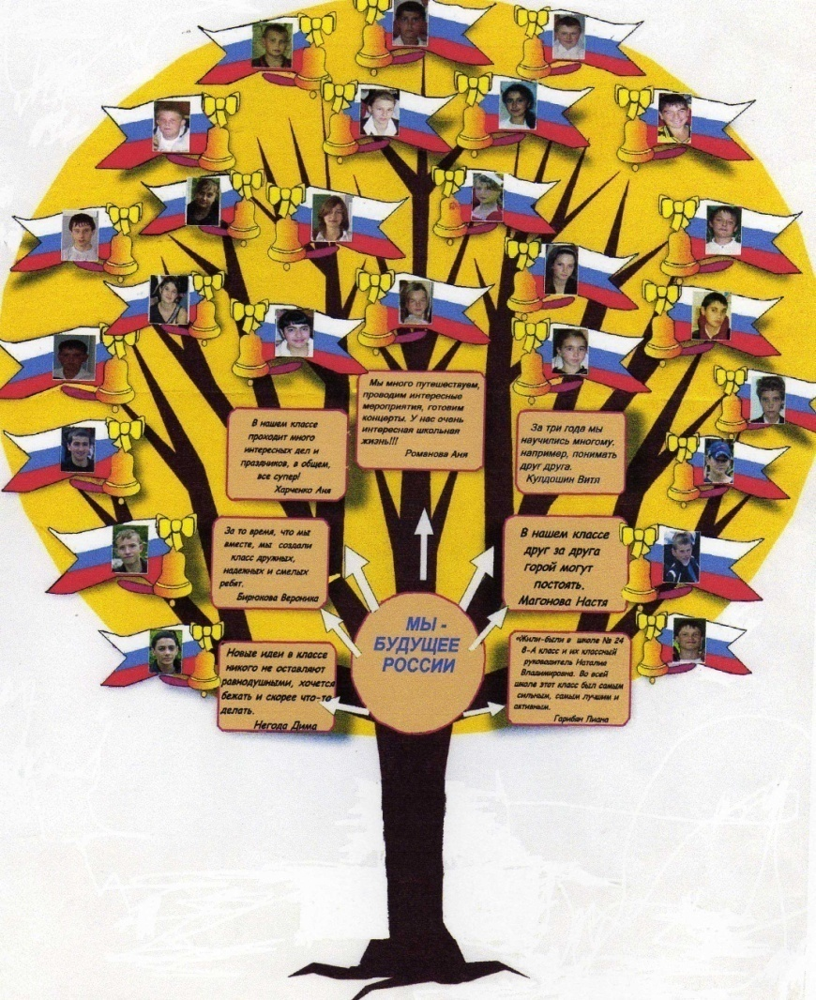 Мы много путешествуем,
проводим интересные
мероприятия, готовим
концерты. У нас очень
интересная школьная
жизнь!!!
Романова Аня
В нашем классе
проходит много
интересных дел и
праздников, в общем,
все супер!
Харченко Аня
За три года мы
научились многому.
например, понимать
друг друга.
Кулдошин Витя
За то время, что мы
вместе, мы создали
класс дружных,
надежных и смелых
ребят.
Бирюкова Вероника
В нашем классе
друг за друга
горой могут
постоять.
Магонова Настя
МЫ -
БУДУЩЕЕ
РОССИИ
Новые идеи в классе
никого не оставляют
равнодушными, хочется
бежать и скорее что-то
делать.
Негода Дима
«Жили-были в школе № 24
8-А класс и их классный
руководитель Наталия
Владимировна. Во всей
школе этот класс был самым
сильным, самым лучшим и
активным.
Гарибян Лиана